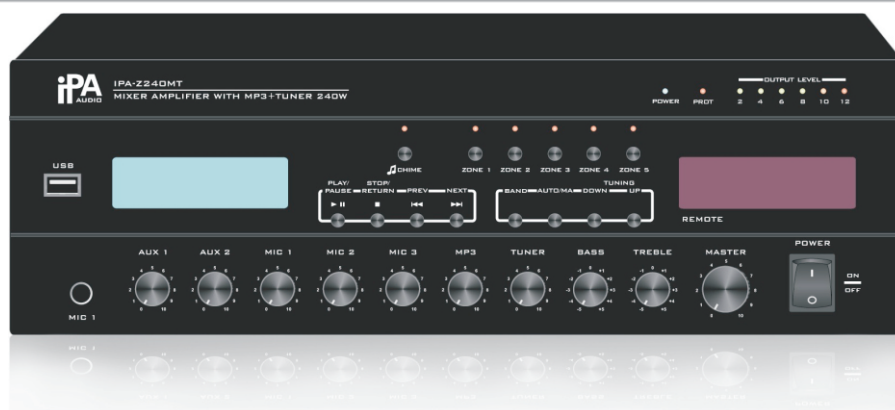 iPA AUDIO
IPA-Z240MT
MIXER AMPLIFIER WITH MP3+TUNER 240W
POWER PROT
OUTPUT LEVEL
2 4 6 8 10 12
USB
CHIME ZONE 1 ZONE 2 ZONE 3 ZONE 4 ZONE 5
PLAY/PAUSE STOP/RETURN PREV NEXT
BAND AUTO/MA DOWN TUNING UP
REMOTE
AUX 1 AUX 2 MIC 1 MIC 2 MIC 3 MP3 TUNER BASS TREBLE MASTER
POWER
ON
OFF
MIC 1